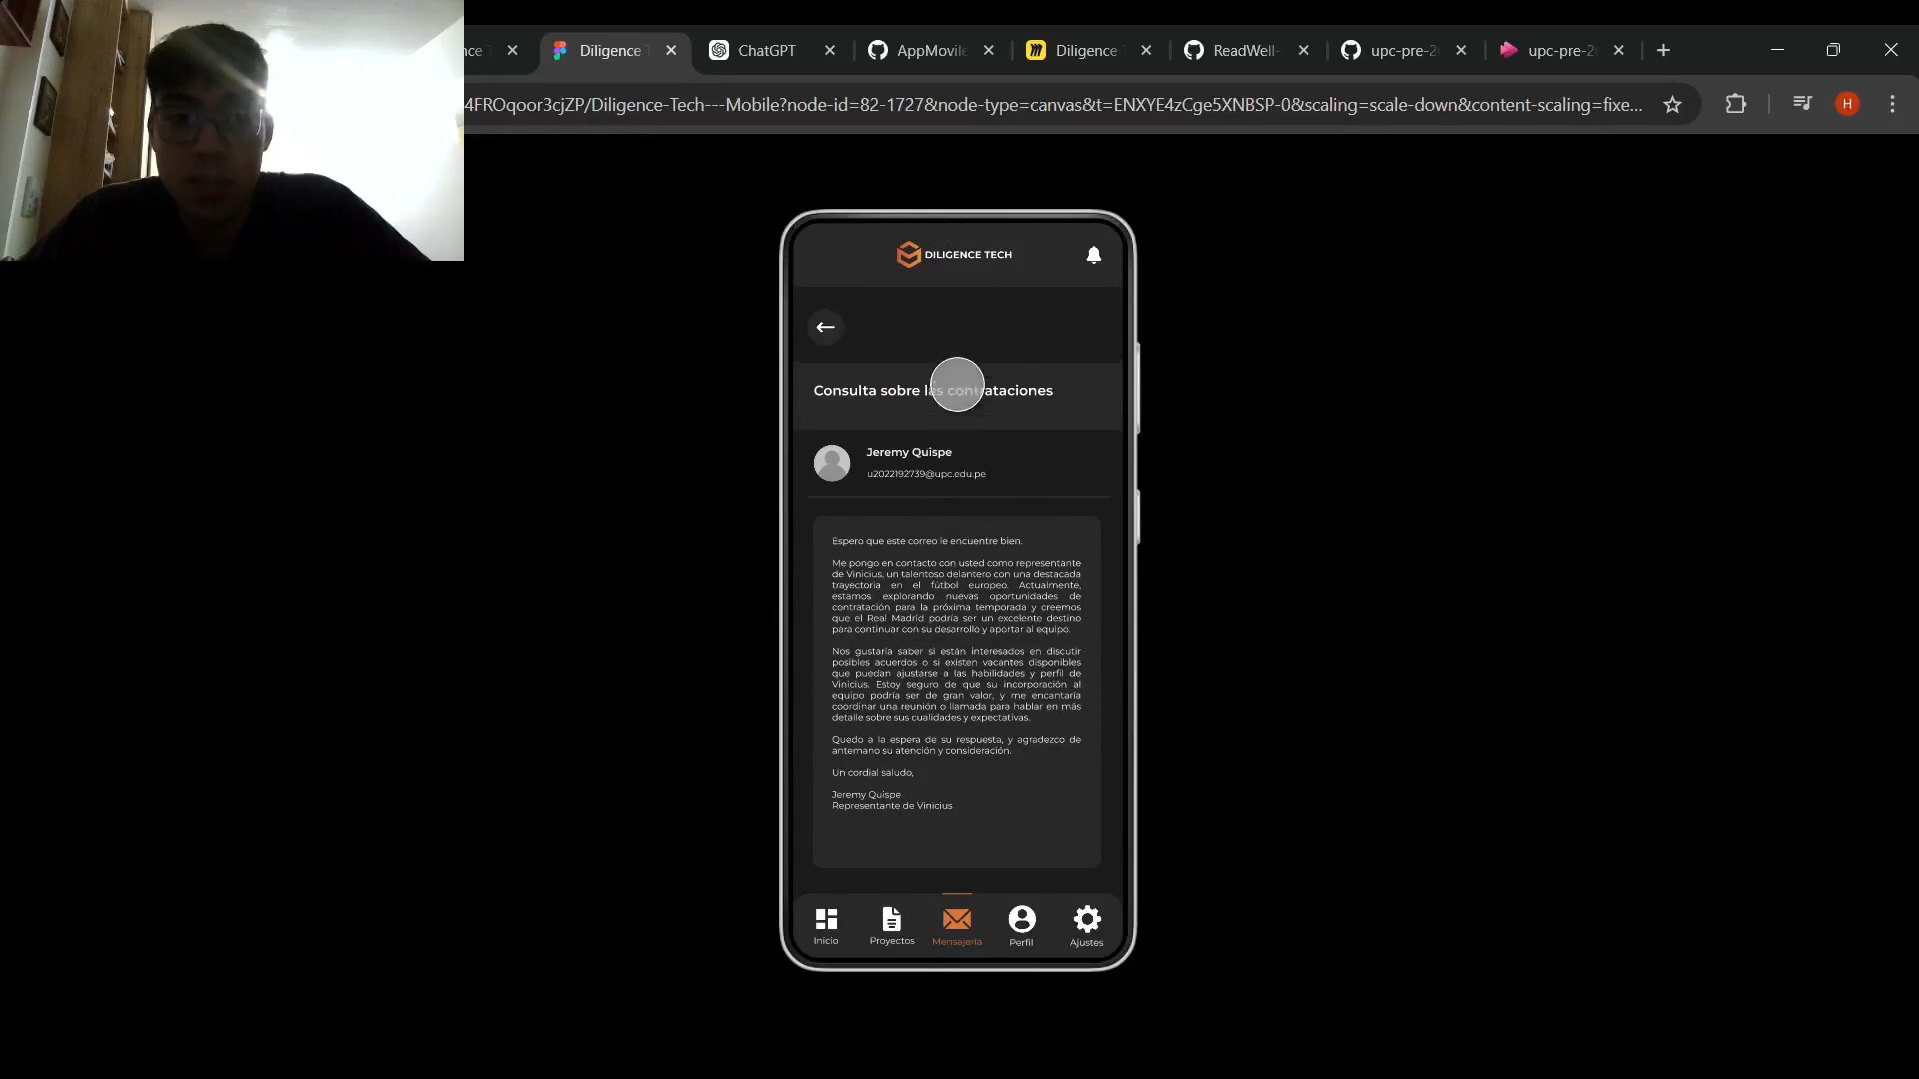 ce T
Diligence T
ChatGPT
AppMovile
Diligence T
ReadWell-
upc-pre-2
upc-pre-2
4FROqoor3cjZP/Diligence-Tech---Mobile?node-id=82-1727&node-type=canvas&t=ENXYE4zCge5XNBSP-0&scaling=scale-down&content-scaling=fixe...
H
DILIGENCE TECH
Consulta sobre las contrataciones
Jeremy Quispe
u2022192739@upc.edu.pe
Espero que este correo le encuentre bien.
Me pongo en contacto con usted como representante
de Vinicius, un talentoso delantero con una destacada
trayectoria en el fútbol europeo. Actualmente,
estamos explorando nuevas oportunidades de
contratación para la próxima temporada y creemos
que el Real Madrid podría ser un excelente destino
para continuar con su desarrollo y aportar al equipo.
Nos gustaría saber si están interesados en discutir
posibles acuerdos o si existen vacantes disponibles
que puedan ajustarse a las habilidades y perfil de
Vinicius. Estoy seguro de que su incorporación al
equipo podría ser de gran valor, y me encantaría
coordinar una reunión o llamada para hablar en más
detalle sobre sus cualidades y expectativas.
Quedo a la espera de su respuesta, y agradezco de
antemano su atención y consideración.
Un cordial saludo,
Jeremy Quispe
Representante de Vinicius
Inicio
Proyectos
Mensajería
Perfil
Ajustes